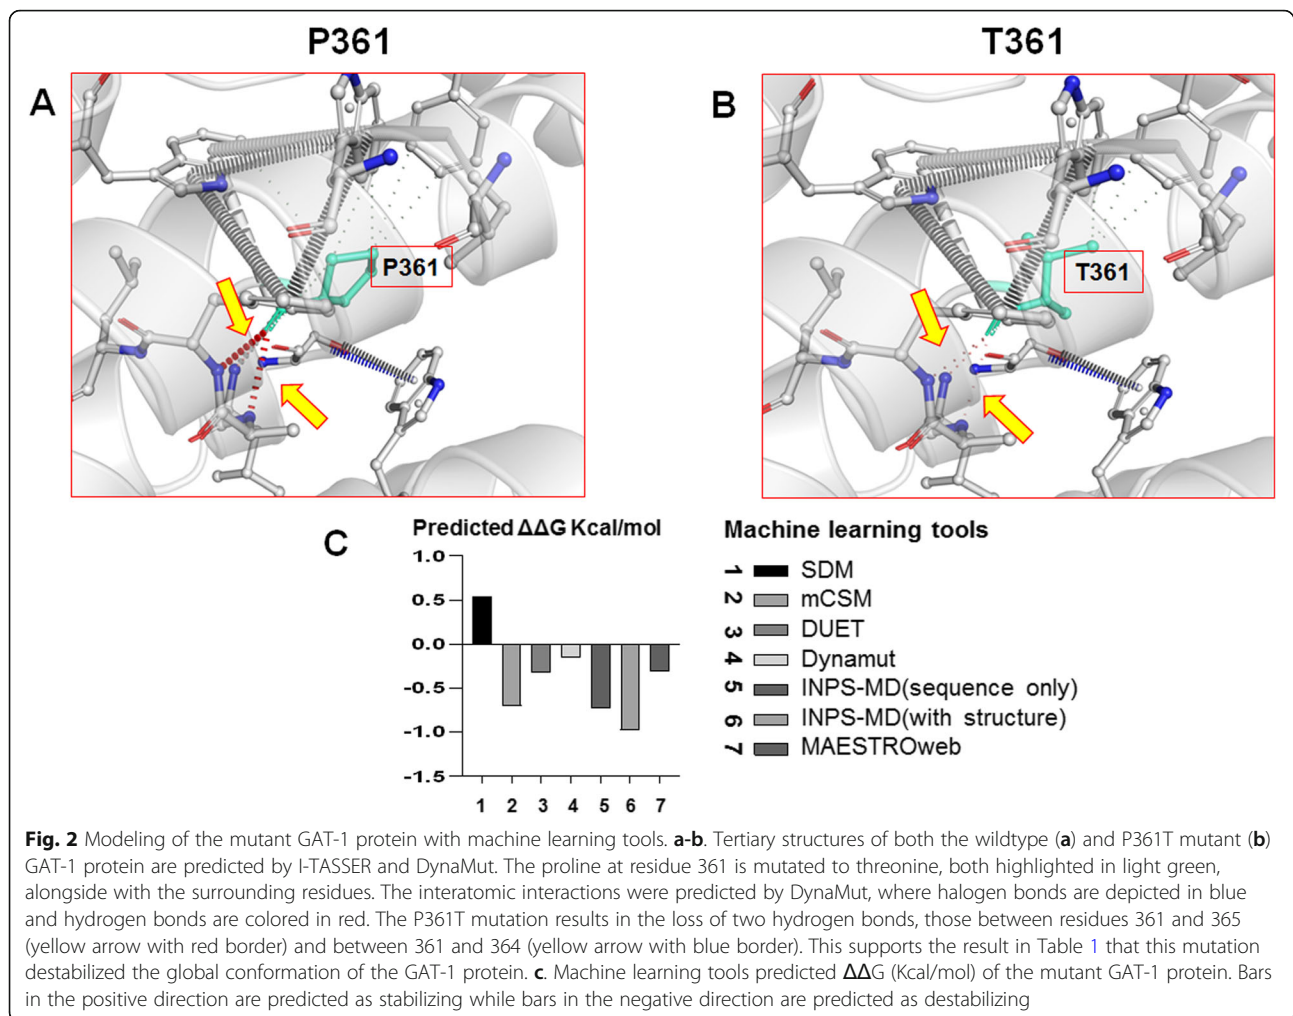 P361
T361
A
B
P361
T361
C
Predicted ΔΔG Kcal/mol
1.0
0.5
0.0
-0.5
-1.0
-1.5
1 2 3 4 5 6 7
Machine learning tools
1 SDM
2 mCSM
3 DUET
4 Dynamut
5 INPS-MD(sequence only)
6 INPS-MD(with structure)
7 MAESTROweb
Fig. 2 Modeling of the mutant GAT-1 protein with machine learning tools. a-b. Tertiary structures of both the wildtype (a) and P361T mutant (b)
GAT-1 protein are predicted by I-TASSER and DynaMut. The proline at residue 361 is mutated to threonine, both highlighted in light green,
alongside with the surrounding residues. The interatomic interactions were predicted by DynaMut, where halogen bonds are depicted in blue
and hydrogen bonds are colored in red. The P361T mutation results in the loss of two hydrogen bonds, those between residues 361 and 365
(yellow arrow with red border) and between 361 and 364 (yellow arrow with blue border). This supports the result in Table 1 that this mutation
destabilized the global conformation of the GAT-1 protein. c. Machine learning tools predicted ΔΔG (Kcal/mol) of the mutant GAT-1 protein. Bars
in the positive direction are predicted as stabilizing while bars in the negative direction are predicted as destabilizing